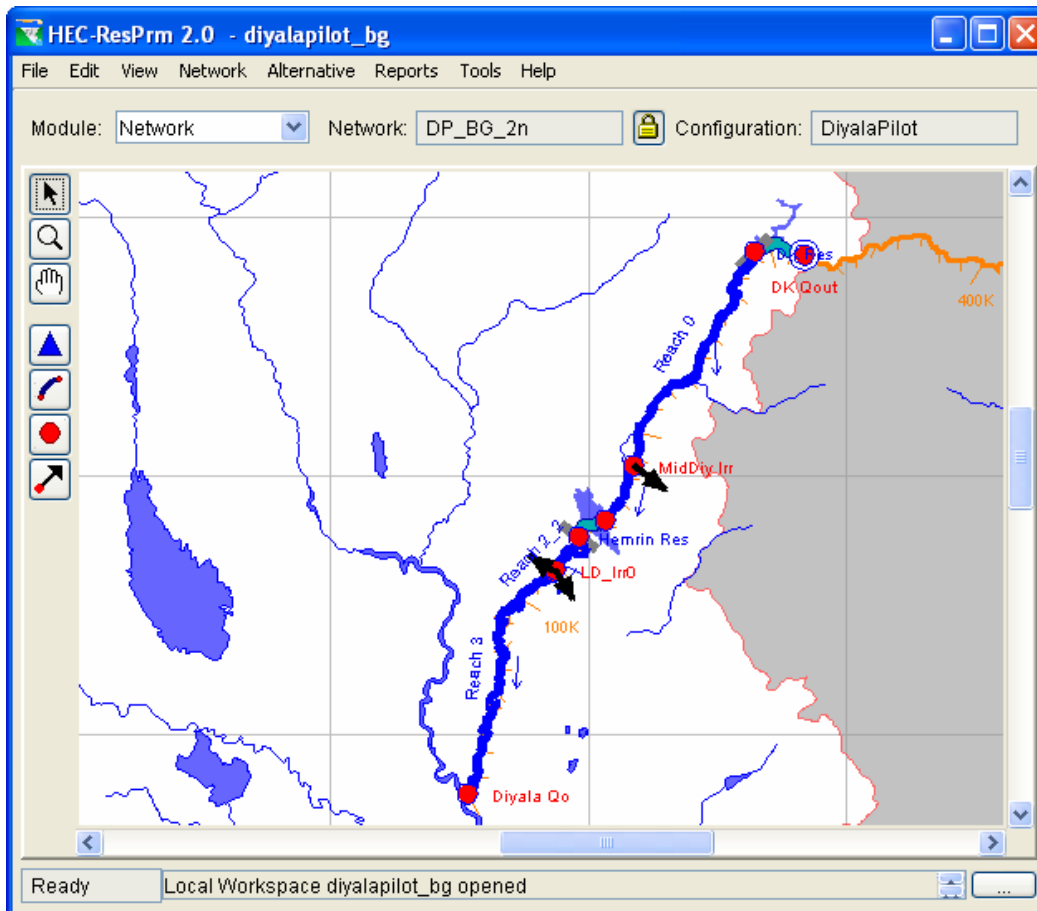 HEC-ResPrm 2.0 - diyalapilot_bg
File Edit View Network Alternative Reports Tools Help
Module: Network Network: DP_BG_2n Configuration: DiyalaPilot
Res
DK Qout
400K
Reach 0
MidDiy Irr
Hemrin Res
Reach 2_2
LD_Irr0
100K
Reach 3
Diyala Qo
Ready Local Workspace diyalapilot_bg opened ...